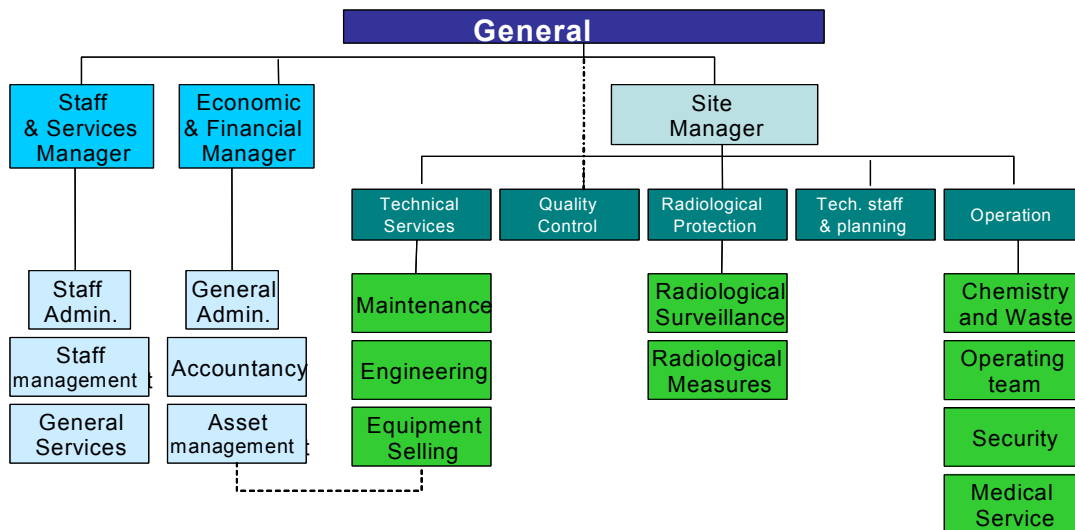 General
Staff
& Services
Manager
Economic
& Financial
Manager
Site
Manager
Technical
Services
Quality
Control
Radiological
Protection
Tech. staff
& planning
Operation
Staff
Admin.
General
Admin.
Maintenance
Radiological
Surveillance
Chemistry
and Waste
Staff
management
Accountancy
Engineering
Radiological
Measures
Operating
team
General
Services
Asset
management
Equipment
Selling
Security
Medical
Service